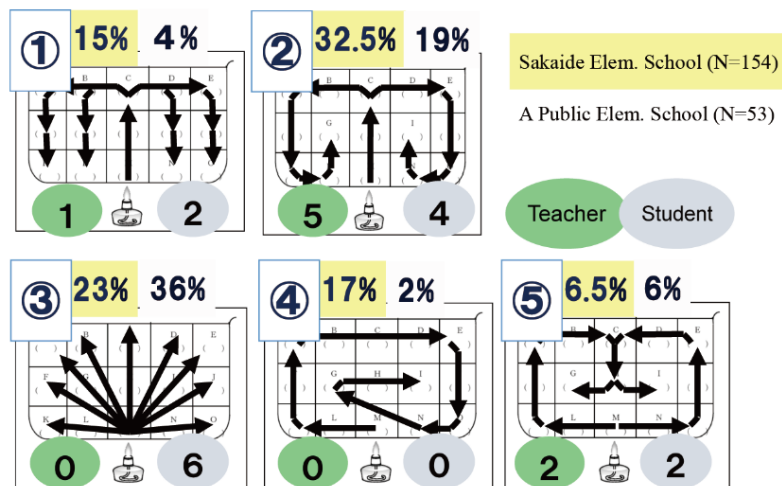 ① 15% 4%
② 32.5% 19%
Sakaide Elem. School (N=154)
A Public Elem. School (N=53)
B C D E
( ) ( )
B C D E
G I
1 2
5 4
Teacher Student
③ 23% 36%
④ 17% 2%
⑤ 6.5% 6%
B D
F J
K L N O
B C D E
G H I
L M N
B C D E
G I
L M N
0 6
0 0
2 2